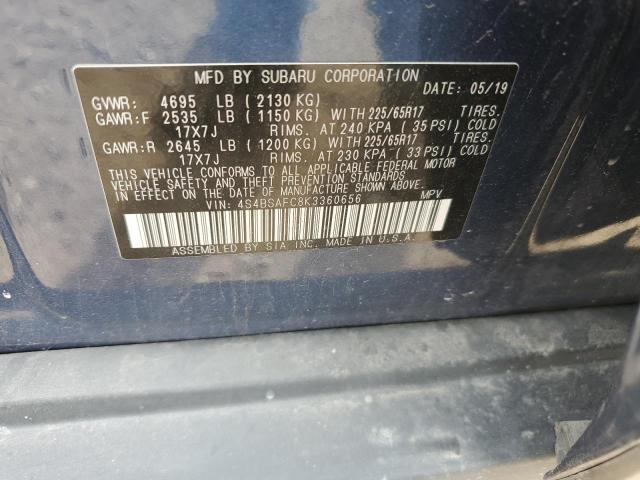 MFD BY SUBARU CORPORATION DATE: 05/19
GVWR: 4695 LB (2130 KG)
GAWR:F 2535 LB (1150 KG) WITH 225/65R17 TIRES.
17X7J RIMS. AT 240 KPA (35 PSI) COLD
GAWR:R 2645 LB (1200 KG) WITH 225/65R17 TIRES.
17X7J RIMS. AT 230 KPA (33 PSI) COLD
THIS VEHICLE CONFORMS TO ALL APPLICABLE FEDERAL MOTOR
VEHICLE SAFETY AND THEFT PREVENTION STANDARDS
IN EFFECT ON THE DATE OF MANUFACTURE SHOWN ABOVE.
VIN: 4S4BSAFC8K3360656 MPV
ASSEMBLED BY SIA INC. MADE IN U.S.A.